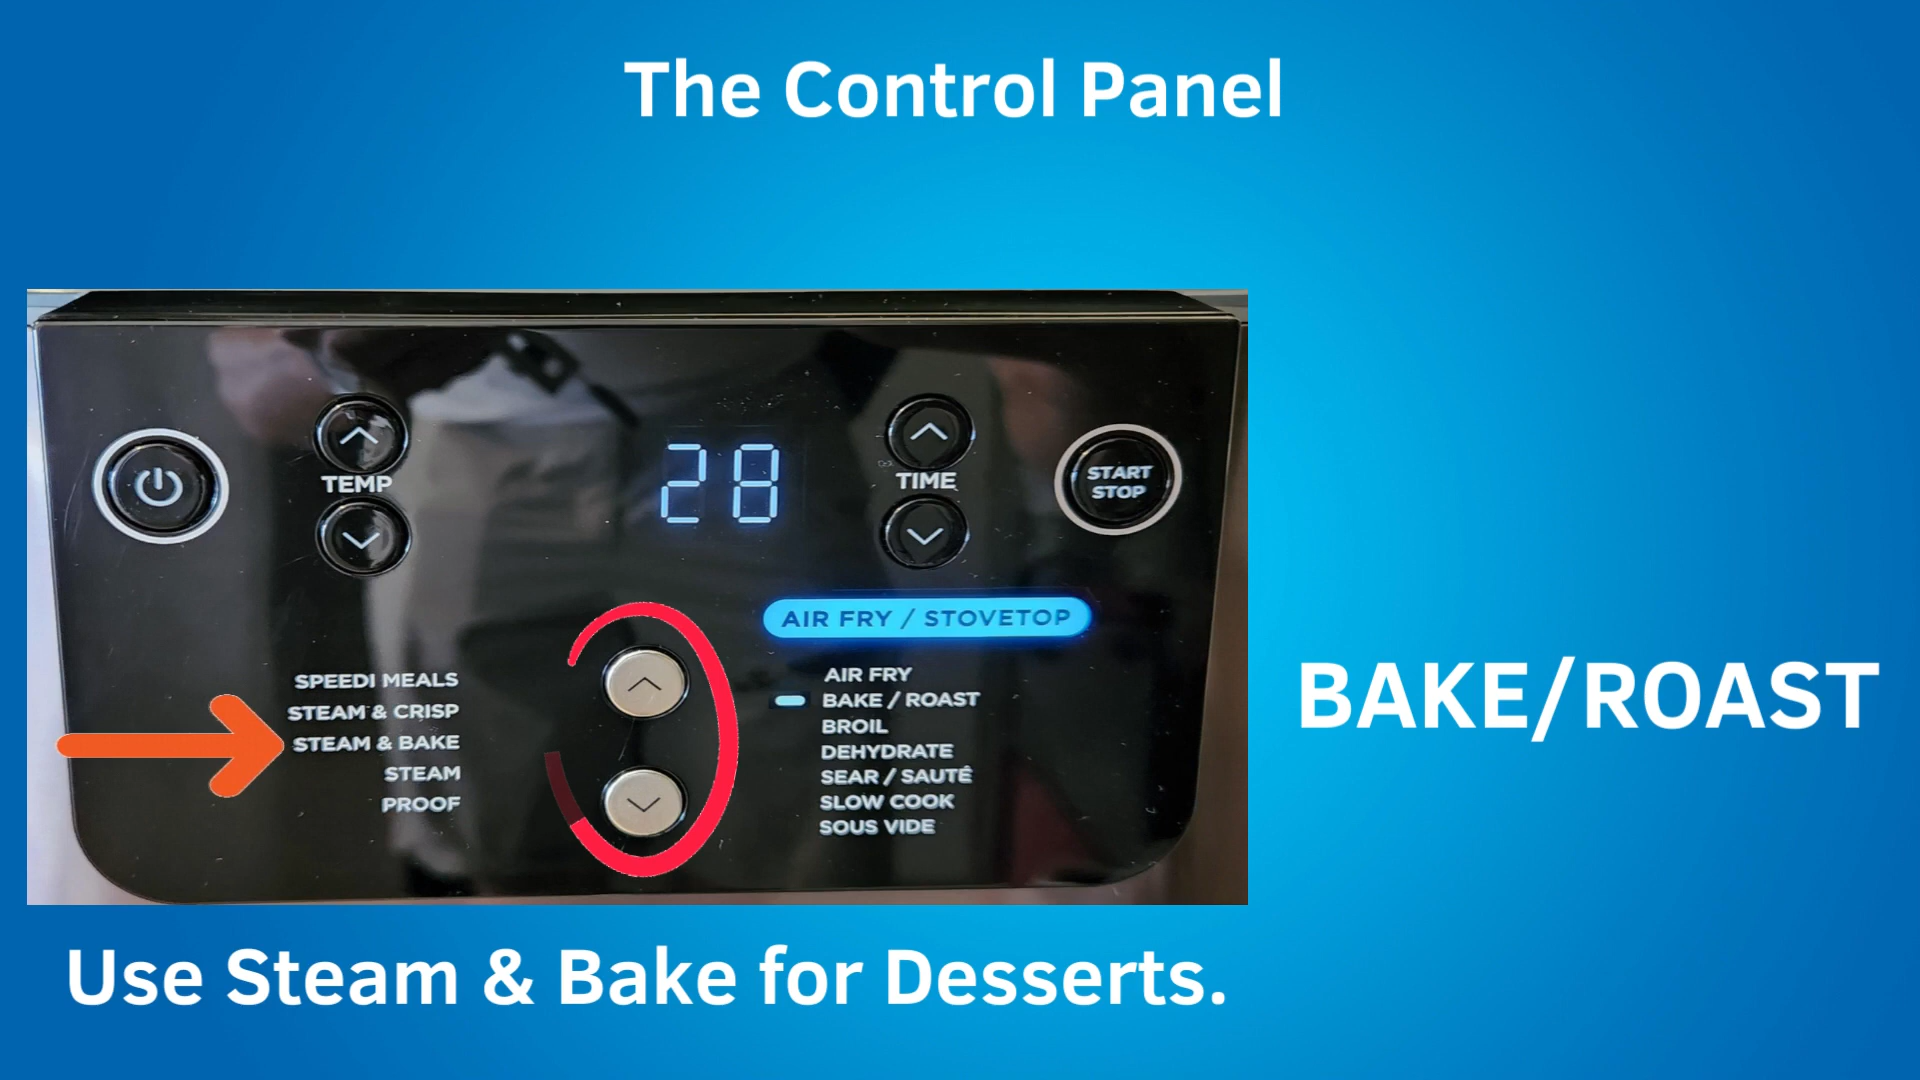 The Control Panel
TEMP
28
TIME
START
STOP
AIR FRY / STOVETOP
SPEEDI MEALS
STEAM & CRISP
STEAM & BAKE
STEAM
PROOF
AIR FRY
BAKE / ROAST
BROIL
DEHYDRATE
SEAR / SAUTÉ
SLOW COOK
SOUS VIDE
BAKE/ROAST
Use Steam & Bake for Desserts.